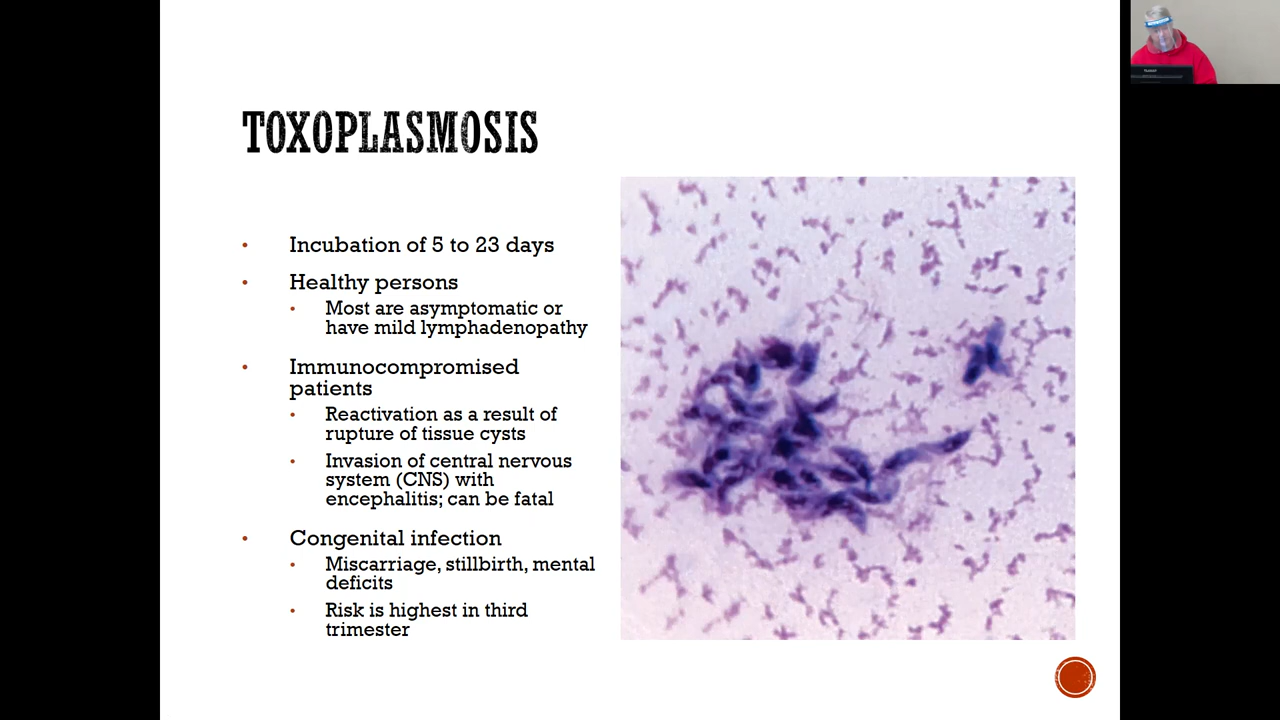 TOXOPLASMOSIS
• Incubation of 5 to 23 days
• Healthy persons
• Most are asymptomatic or
have mild lymphadenopathy
• Immunocompromised
patients
• Reactivation as a result of
rupture of tissue cysts
• Invasion of central nervous
system (CNS) with
encephalitis; can be fatal
• Congenital infection
• Miscarriage, stillbirth, mental
deficits
• Risk is highest in third
trimester